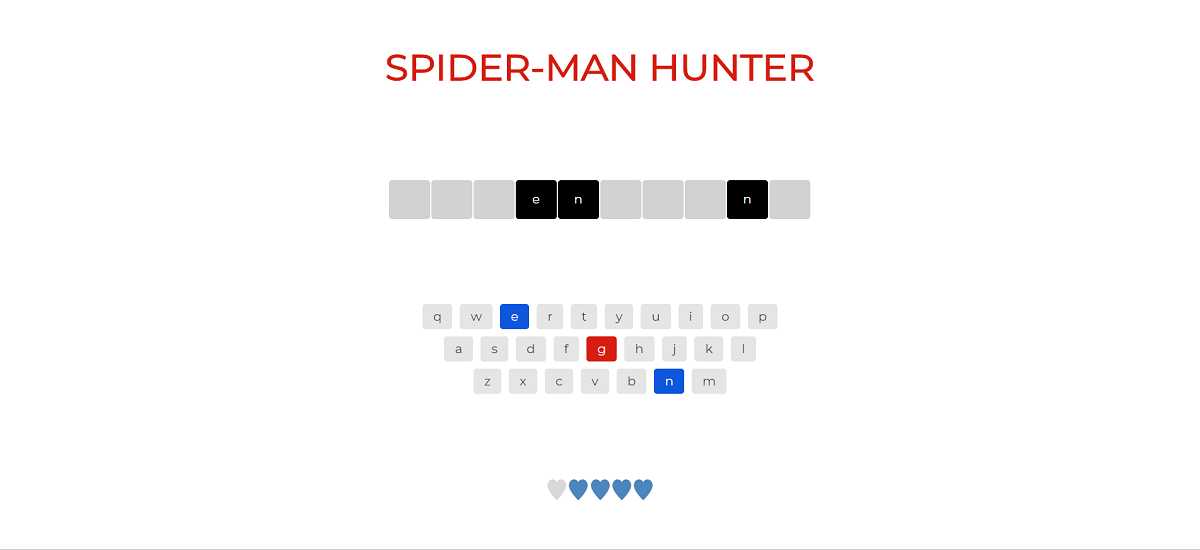 SPIDER-MAN HUNTER
e n n
q w e r t y u i o p
a s d f g h j k l
z x c v b n m